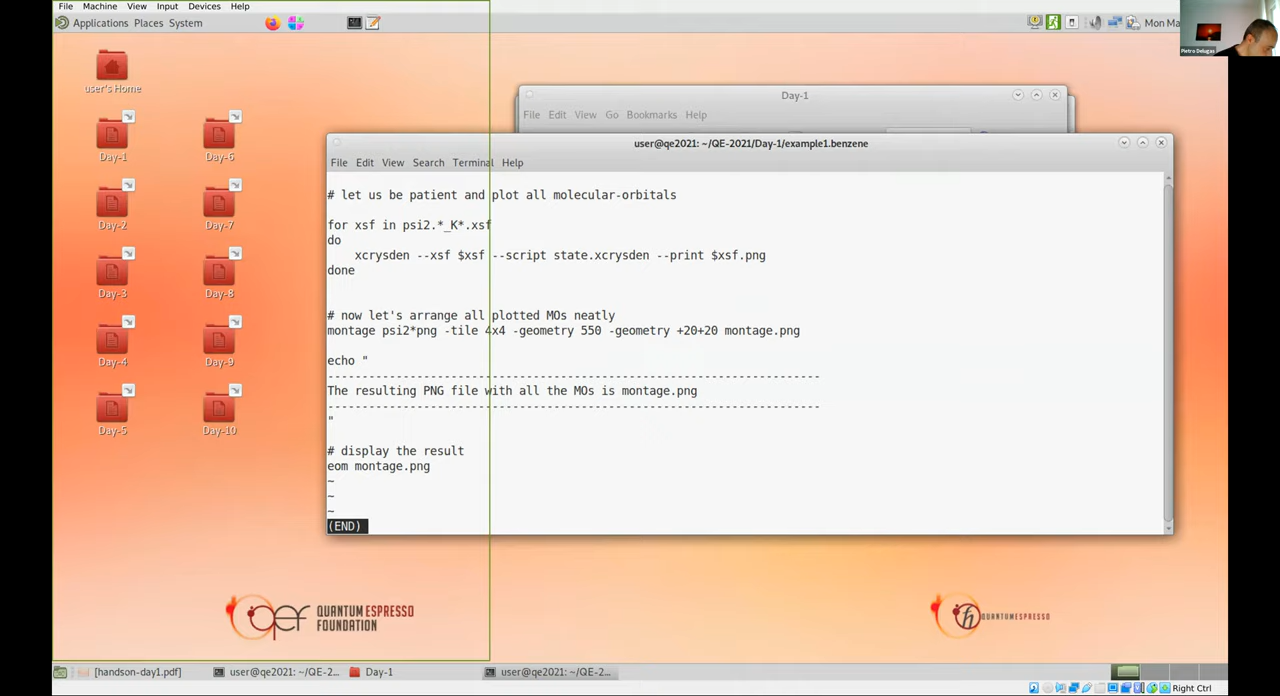 File Machine View Input Devices Help
Applications Places System
Mon Ma
Pietro Delugas
user's Home
Day-1
Day-6
Day-2
Day-7
Day-3
Day-8
Day-4
Day-9
Day-5
Day-10
Day-1
File Edit View Go Bookmarks Help
user@qe2021: ~/QE-2021/Day-1/example1.benzene
File Edit View Search Terminal Help
# let us be patient and plot all molecular-orbitals
for xsf in psi2.*_K*.xsf
do
xcrysden --xsf $xsf --script state.xcrysden --print $xsf.png
done
# now let's arrange all plotted MOs neatly
montage psi2*png -tile 4x4 -geometry 550 -geometry +20+20 montage.png
echo "
------------------------------------------------------------------------
The resulting PNG file with all the MOs is montage.png
------------------------------------------------------------------------
"
# display the result
eom montage.png
~
~
~
(END)
qef QUANTUM ESPRESSO
FOUNDATION
QUANTUMESPRESSO
[handson-day1.pdf]
user@qe2021: ~/QE-2...
Day-1
user@qe2021: ~/QE-2...
Right Ctrl